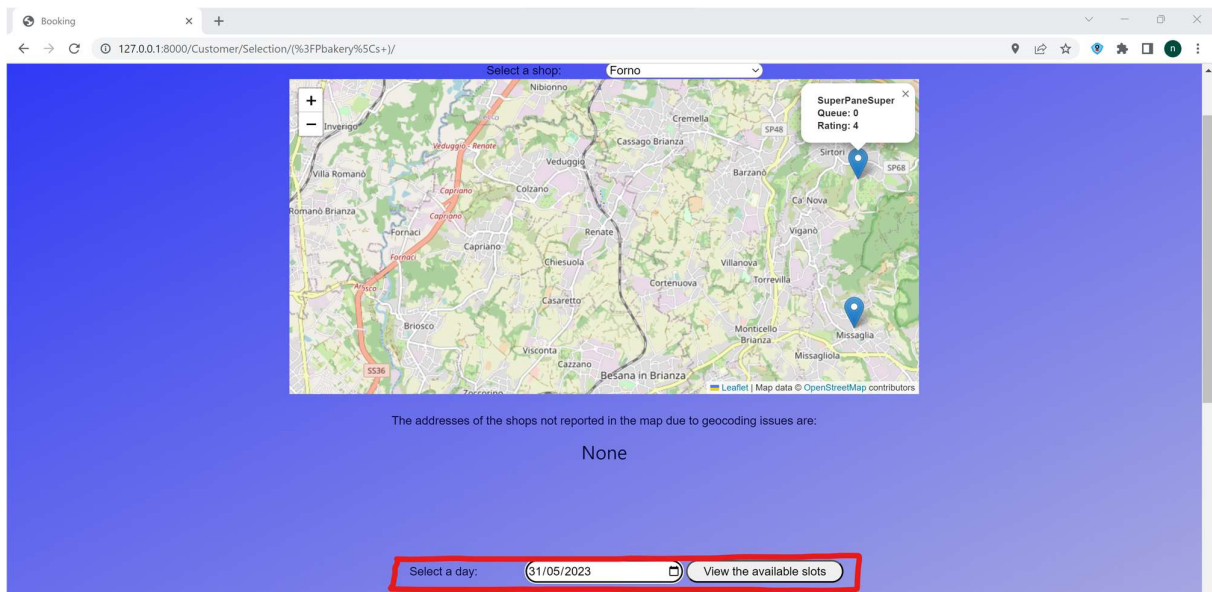 Booking
127.0.0.1:8000/Customer/Selection/(%3FPbakery%5Cs+)/
n
Select a shop: Forno
+
−
SuperPaneSuper
Queue: 0
Rating: 4
Nibionno
Cremella
SP48
Inverigo
Veduggio - Renate
Cassago Brianza
Sirtori
SP68
Veduggio
Barzanò
Villa Romanò
Capriano
Colzano
Ca' Nova
Romanò Brianza
Capriano
Fornaci
Renate
Viganò
Capriano
Fornaci
Chiesuola
Villanova
Torrevilla
Cortenuova
Arosco
Casaretto
Briosco
Monticello
Brianza
Missaglia
Visconta
Missagliola
Cazzano
SS36
Besana in Brianza
Zoccorino
Leaflet | Map data © OpenStreetMap contributors
The addresses of the shops not reported in the map due to geocoding issues are:
None
Select a day: 31/05/2023 View the available slots